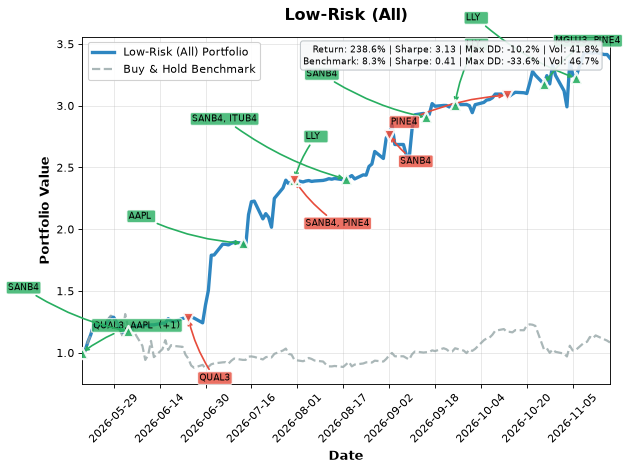 Low-Risk (All)
LLY
MGLU3, PINE4
Low-Risk (All) Portfolio
Buy & Hold Benchmark
Return: 238.6% | Sharpe: 3.13 | Max DD: -10.2% | Vol: 41.8%
Benchmark: 8.3% | Sharpe: 0.41 | Max DD: -33.6% | Vol: 46.7%
SANB4
SANB4, ITUB4
PINE4
LLY
SANB4
AAPL
SANB4, PINE4
SANB4
QUAL3, AAPL (+1)
QUAL3
Portfolio Value
3.5
3.0
2.5
2.0
1.5
1.0
2026-05-29
2026-06-14
2026-06-30
2026-07-16
2026-08-01
2026-08-17
2026-09-02
2026-09-18
2026-10-04
2026-10-20
2026-11-05
Date